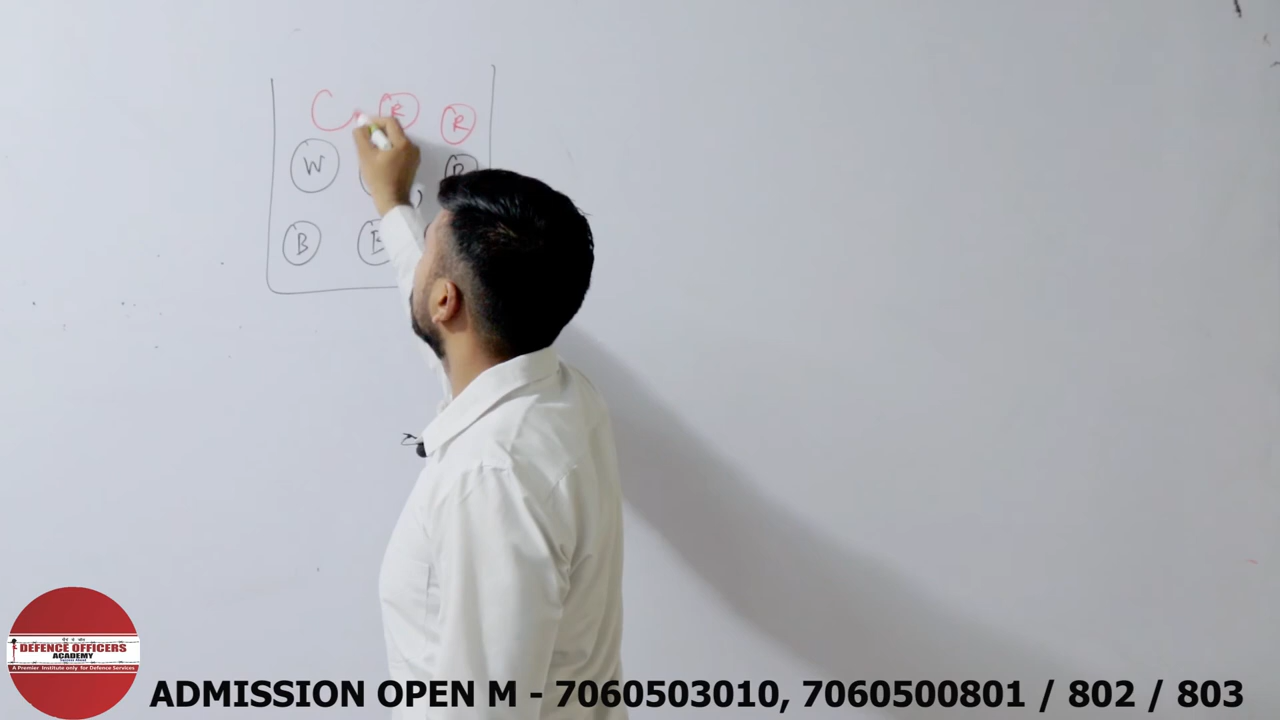 R R
W B
B B
DEFENCE OFFICERS
ACADEMY
A Premier Institute only for Defence Services
ADMISSION OPEN M - 7060503010, 7060500801 / 802 / 803